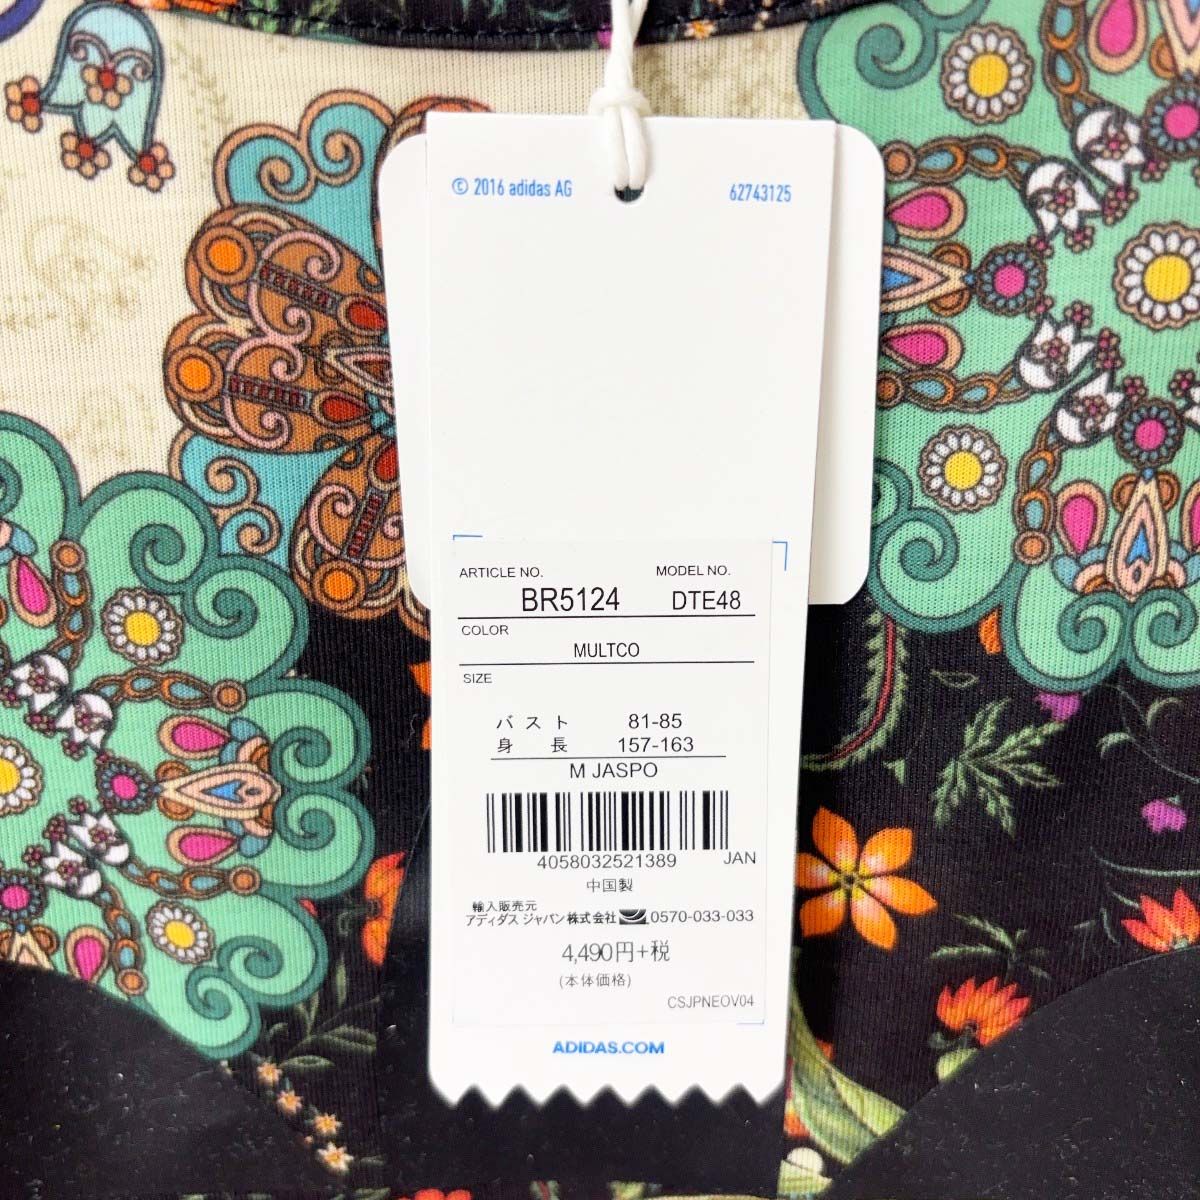 © 2016 adidas AG 62743125
ARTICLE NO. MODEL NO.
BR5124 DTE48
COLOR
MULTCO
SIZE
バスト 81-85
身長 157-163
M JASPO
4058032521389 JAN
中国製
輸入販売元
アディダス ジャパン株式会社 0570-033-033
4,490円+税
(本体価格)
CSJPNEOV04
ADIDAS.COM